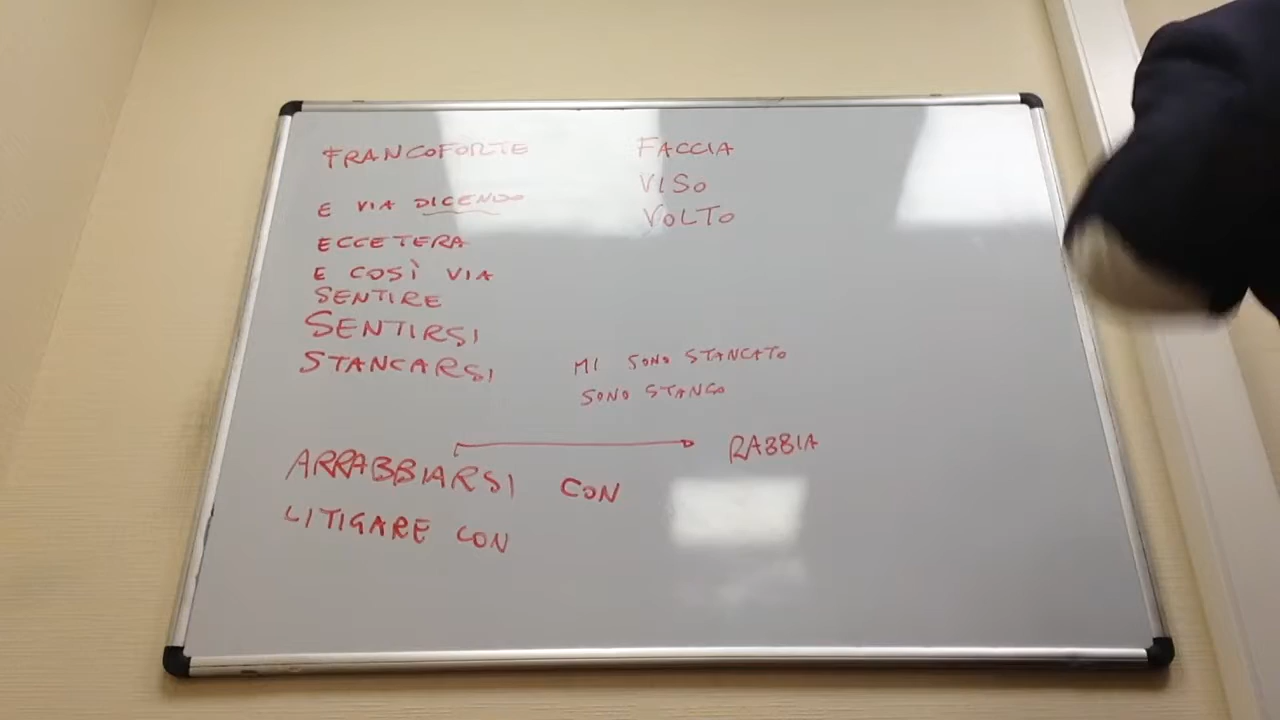 FRANCOFORTE
E VIA DICENDO
ECCETERA
E COSÌ VIA
SENTIRE
SENTIRSI
STANCARSI
ARRABBIARSI CON
LITIGARE CON
FACCIA
VISO
VOLTO
MI SONO STANCATO
SONO STANCO
RABBIA